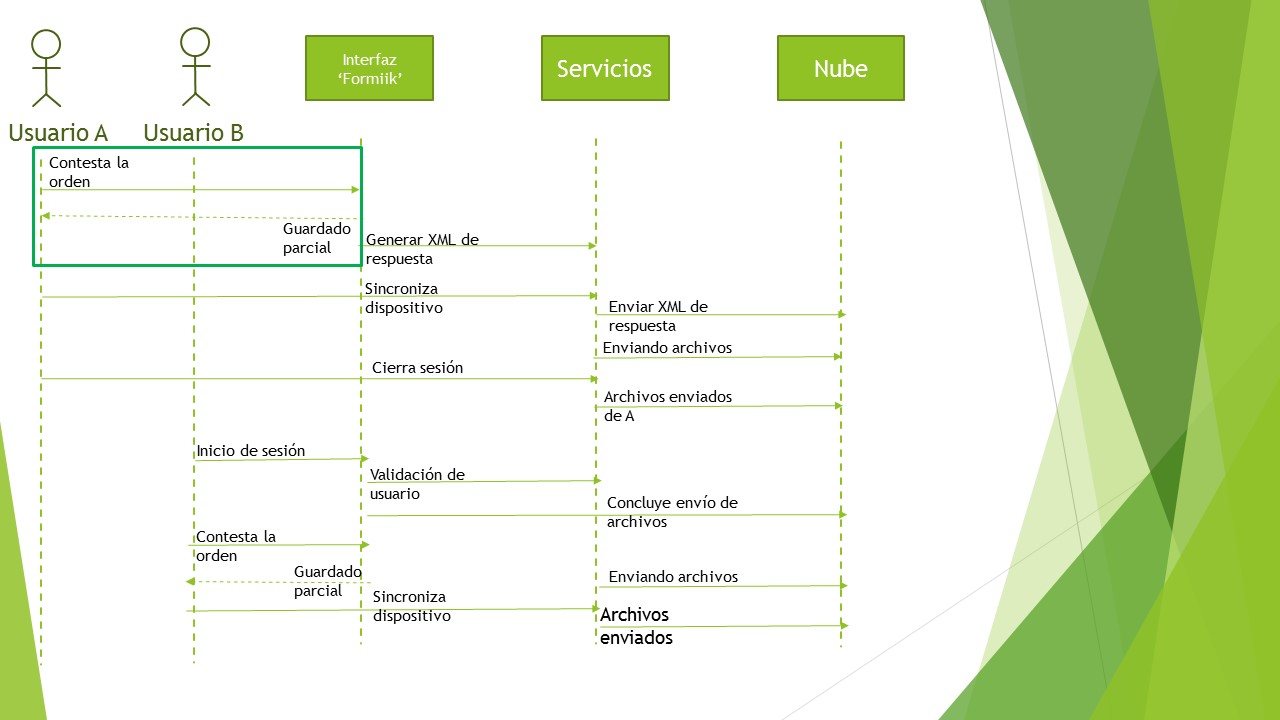 Interfaz
‘Formiik’
Servicios
Nube
Usuario A
Usuario B
Contesta la
orden
Guardado
parcial
Generar XML de
respuesta
Sincroniza
dispositivo
Enviar XML de
respuesta
Enviando archivos
Cierra sesión
Archivos enviados
de A
Inicio de sesión
Validación de
usuario
Concluye envío de
archivos
Contesta la
orden
Guardado
parcial
Enviando archivos
Sincroniza
dispositivo
Archivos
enviados